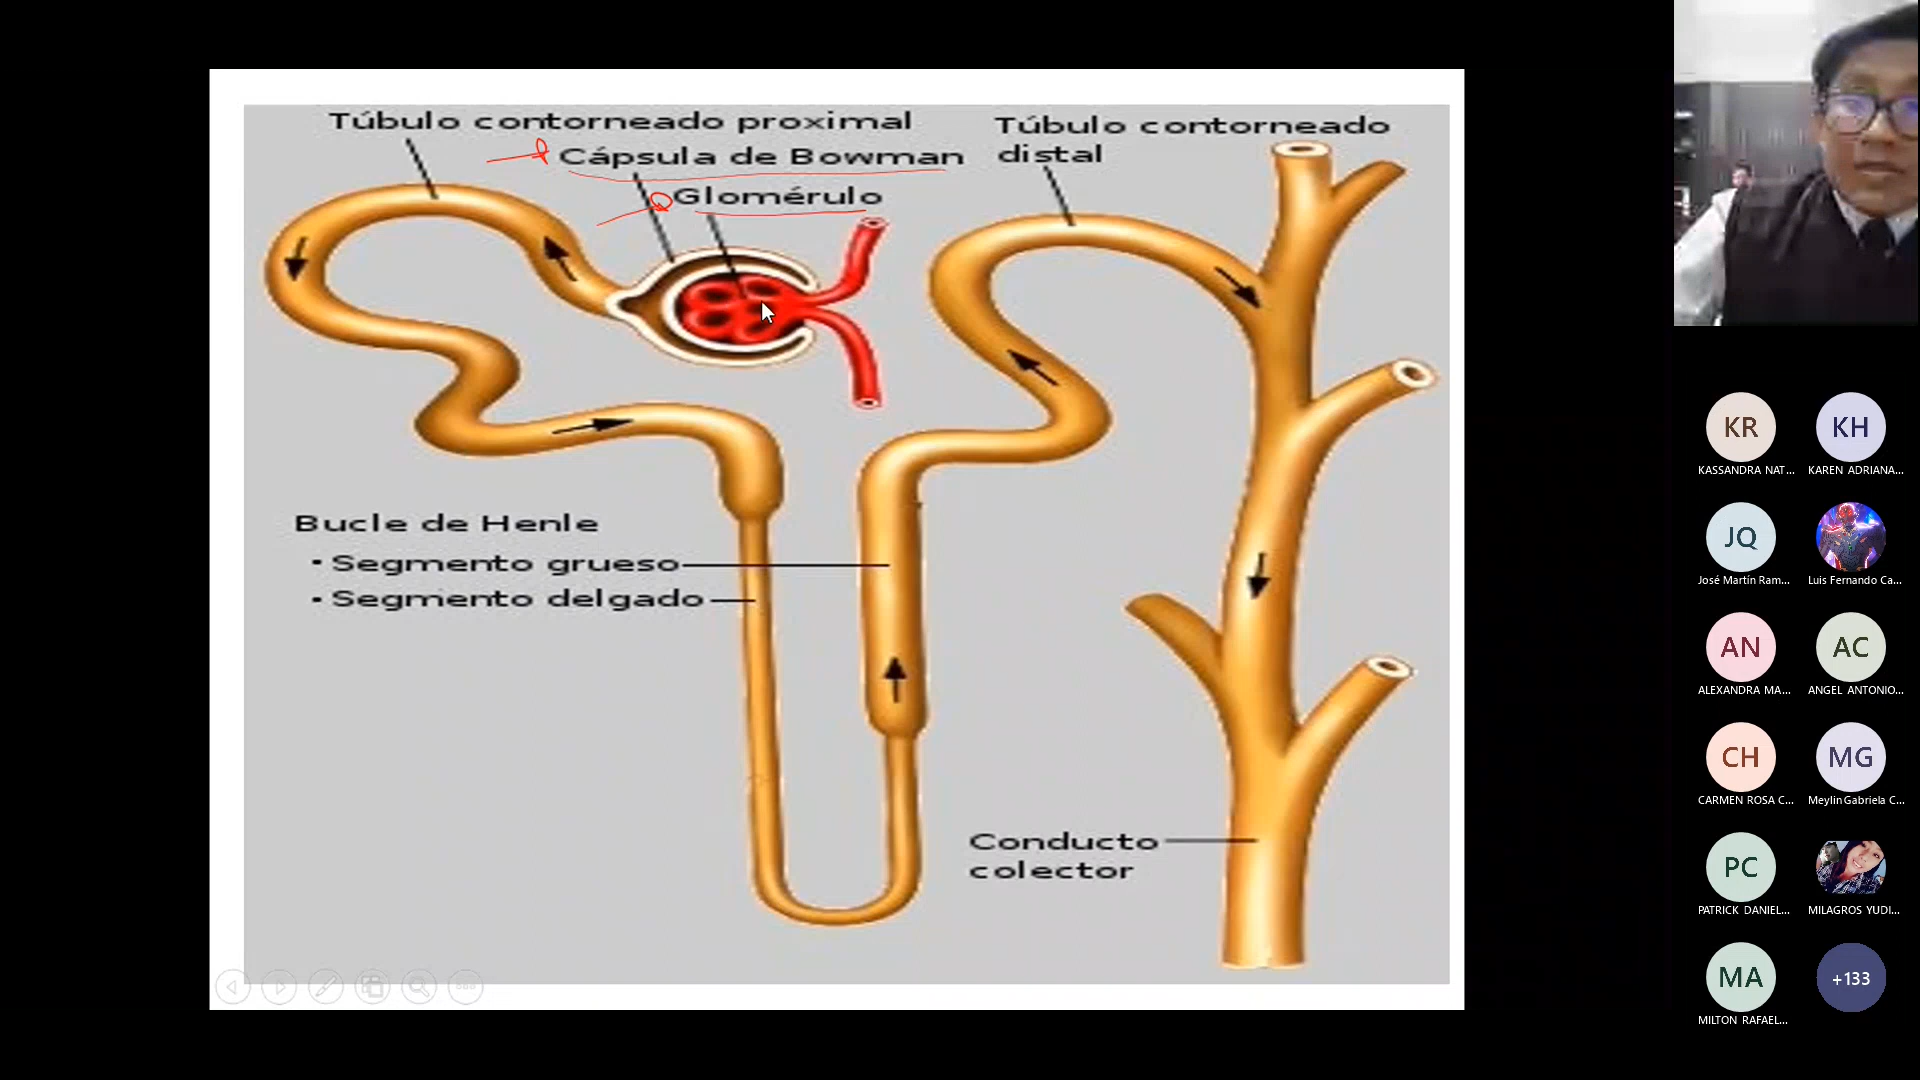 Túbulo contorneado proximal
Cápsula de Bowman
Glomérulo
Túbulo contorneado
distal
Bucle de Henle
· Segmento grueso
· Segmento delgado
Conducto
colector
KR
KH
KASSANDRA NAT...
KAREN ADRIANA...
JQ
José Martín Ram...
Luis Fernando Ca...
AN
AC
ALEXANDRA MA...
ANGEL ANTONIO...
CH
MG
CARMEN ROSA C...
Meylin Gabriela C...
PC
PATRICK DANIEL...
MILAGROS YUDI...
MA
+133
MILTON RAFAEL...